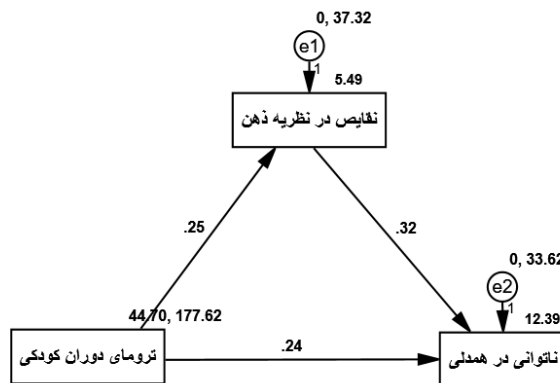 0, 37.32
e1
1
5.49
نقایص در نظریه ذهن
.25
.32
0, 33.62
e2
1
44.70, 177.62
12.39
ترومای دوران کودکی
.24
ناتوانی در همدلی